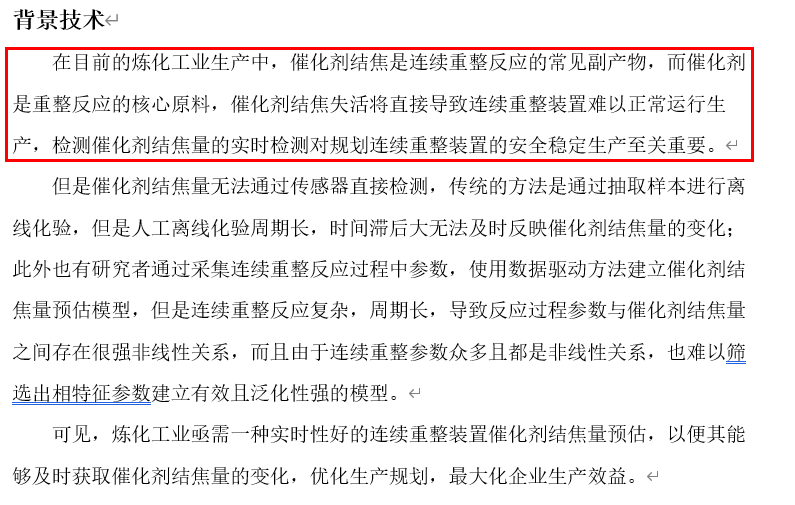 背景技术↵
在目前的炼化工业生产中，催化剂结焦是连续重整反应的常见副产物，而催化剂
是重整反应的核心原料，催化剂结焦失活将直接导致连续重整装置难以正常运行生
产，检测催化剂结焦量的实时检测对规划连续重整装置的安全稳定生产至关重要。↵
但是催化剂结焦量无法通过传感器直接检测，传统的方法是通过抽取样本进行离
线化验，但是人工离线化验周期长，时间滞后大无法及时反映催化剂结焦量的变化；
此外也有研究者通过采集连续重整反应过程中参数，使用数据驱动方法建立催化剂结
焦量预估模型，但是连续重整反应复杂，周期长，导致反应过程参数与催化剂结焦量
之间存在很强非线性关系，而且由于连续重整参数众多且都是非线性关系，也难以筛
选出相特征参数建立有效且泛化性强的模型。↵
可见，炼化工业亟需一种实时性好的连续重整装置催化剂结焦量预估，以便其能
够及时获取催化剂结焦量的变化，优化生产规划，最大化企业生产效益。↵